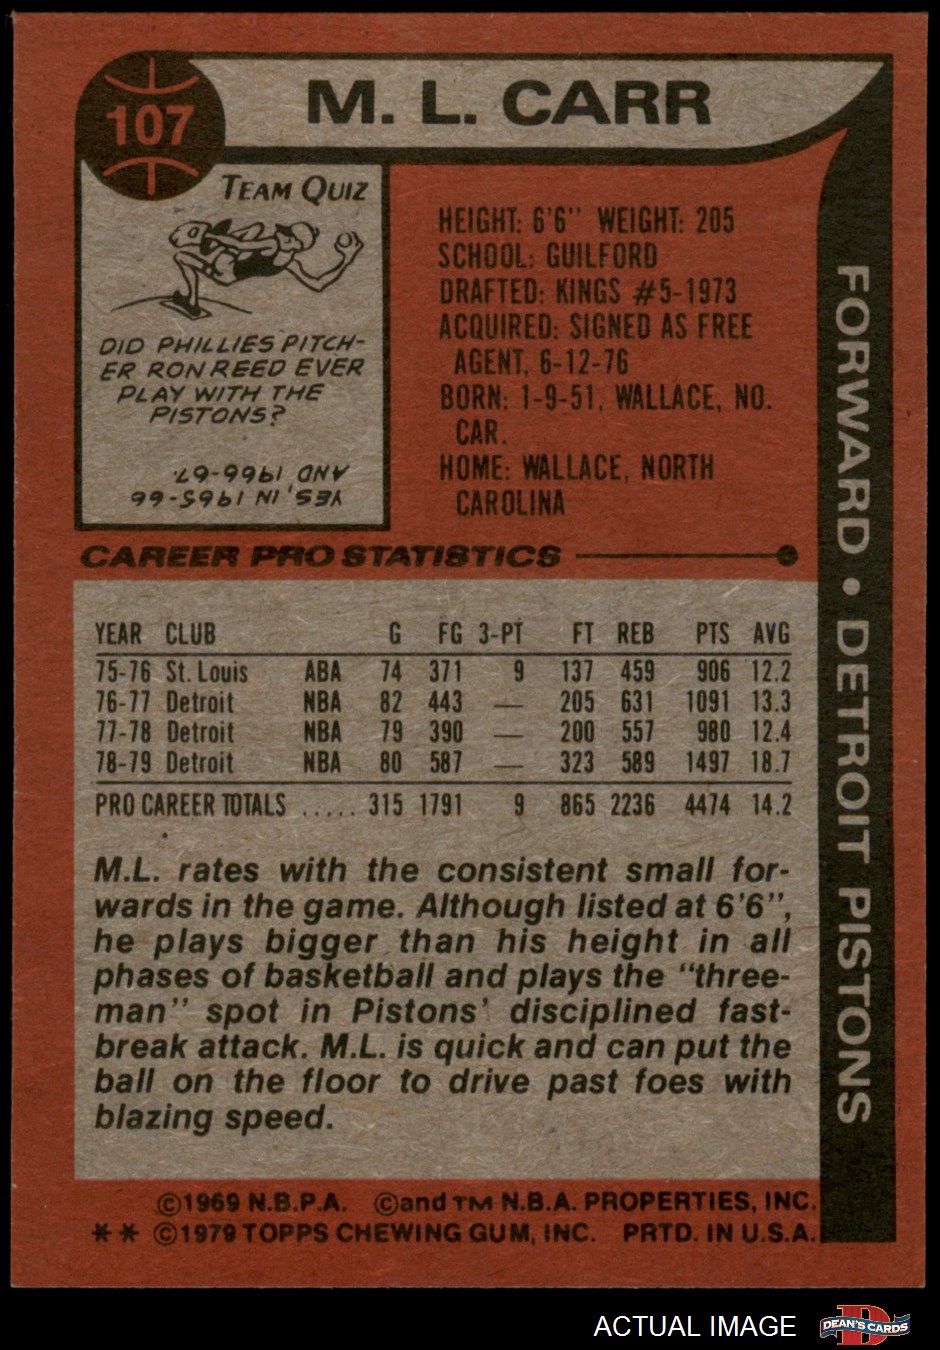 107
M. L. CARR
TEAM QUIZ
DID PHILLIES PITCH-
ER RON REED EVER
PLAY WITH THE
PISTONS?
YES, IN 1965-66
AND 1966-67.
HEIGHT: 6'6" WEIGHT: 205
SCHOOL: GUILFORD
DRAFTED: KINGS #5-1973
ACQUIRED: SIGNED AS FREE
AGENT, 6-12-76
BORN: 1-9-51, WALLACE, NO.
CAR.
HOME: WALLACE, NORTH
CAROLINA
FORWARD • DETROIT PISTONS
CAREER PRO STATISTICS
YEAR CLUB G FG 3-PT FT REB PTS AVG
75-76 St. Louis ABA 74 371 9 137 459 906 12.2
76-77 Detroit NBA 82 443 — 205 631 1091 13.3
77-78 Detroit NBA 79 390 — 200 557 980 12.4
78-79 Detroit NBA 80 587 — 323 589 1497 18.7
PRO CAREER TOTALS ..... 315 1791 9 865 2236 4474 14.2
M.L. rates with the consistent small for-
wards in the game. Although listed at 6'6",
he plays bigger than his height in all
phases of basketball and plays the "three-
man" spot in Pistons' disciplined fast-
break attack. M.L. is quick and can put the
ball on the floor to drive past foes with
blazing speed.
©1969 N.B.P.A. ©and TM N.B.A. PROPERTIES, INC.
** ©1979 TOPPS CHEWING GUM, INC. PRTD. IN U.S.A.
ACTUAL IMAGE
DEAN'S CARDS